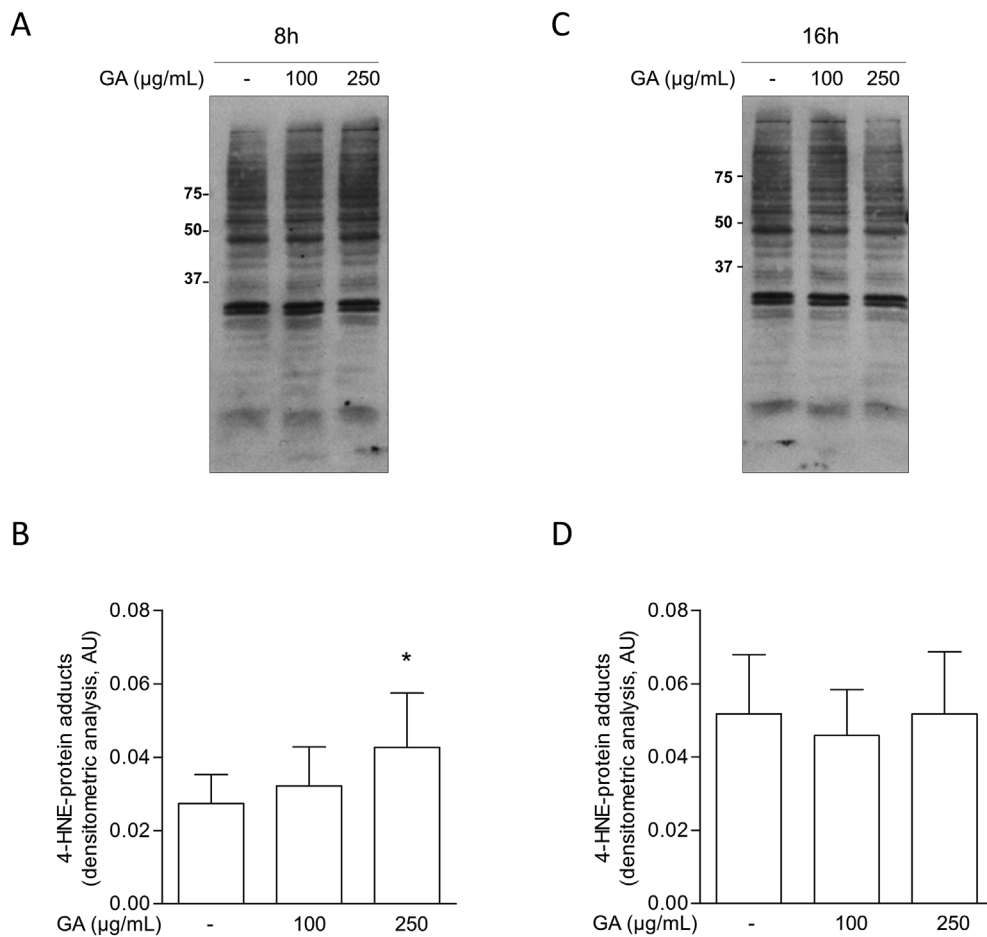 A
8h
GA (µg/mL) - 100 250
75-
50-
37-
C
16h
GA (µg/mL) - 100 250
75-
50-
37-
B
4-HNE-protein adducts
(densitometric analysis, AU)
0.08
0.06
0.04
0.02
0.00
*
GA (µg/mL) - 100 250
D
4-HNE-protein adducts
(densitometric analysis, AU)
0.08
0.06
0.04
0.02
0.00
GA (µg/mL) - 100 250